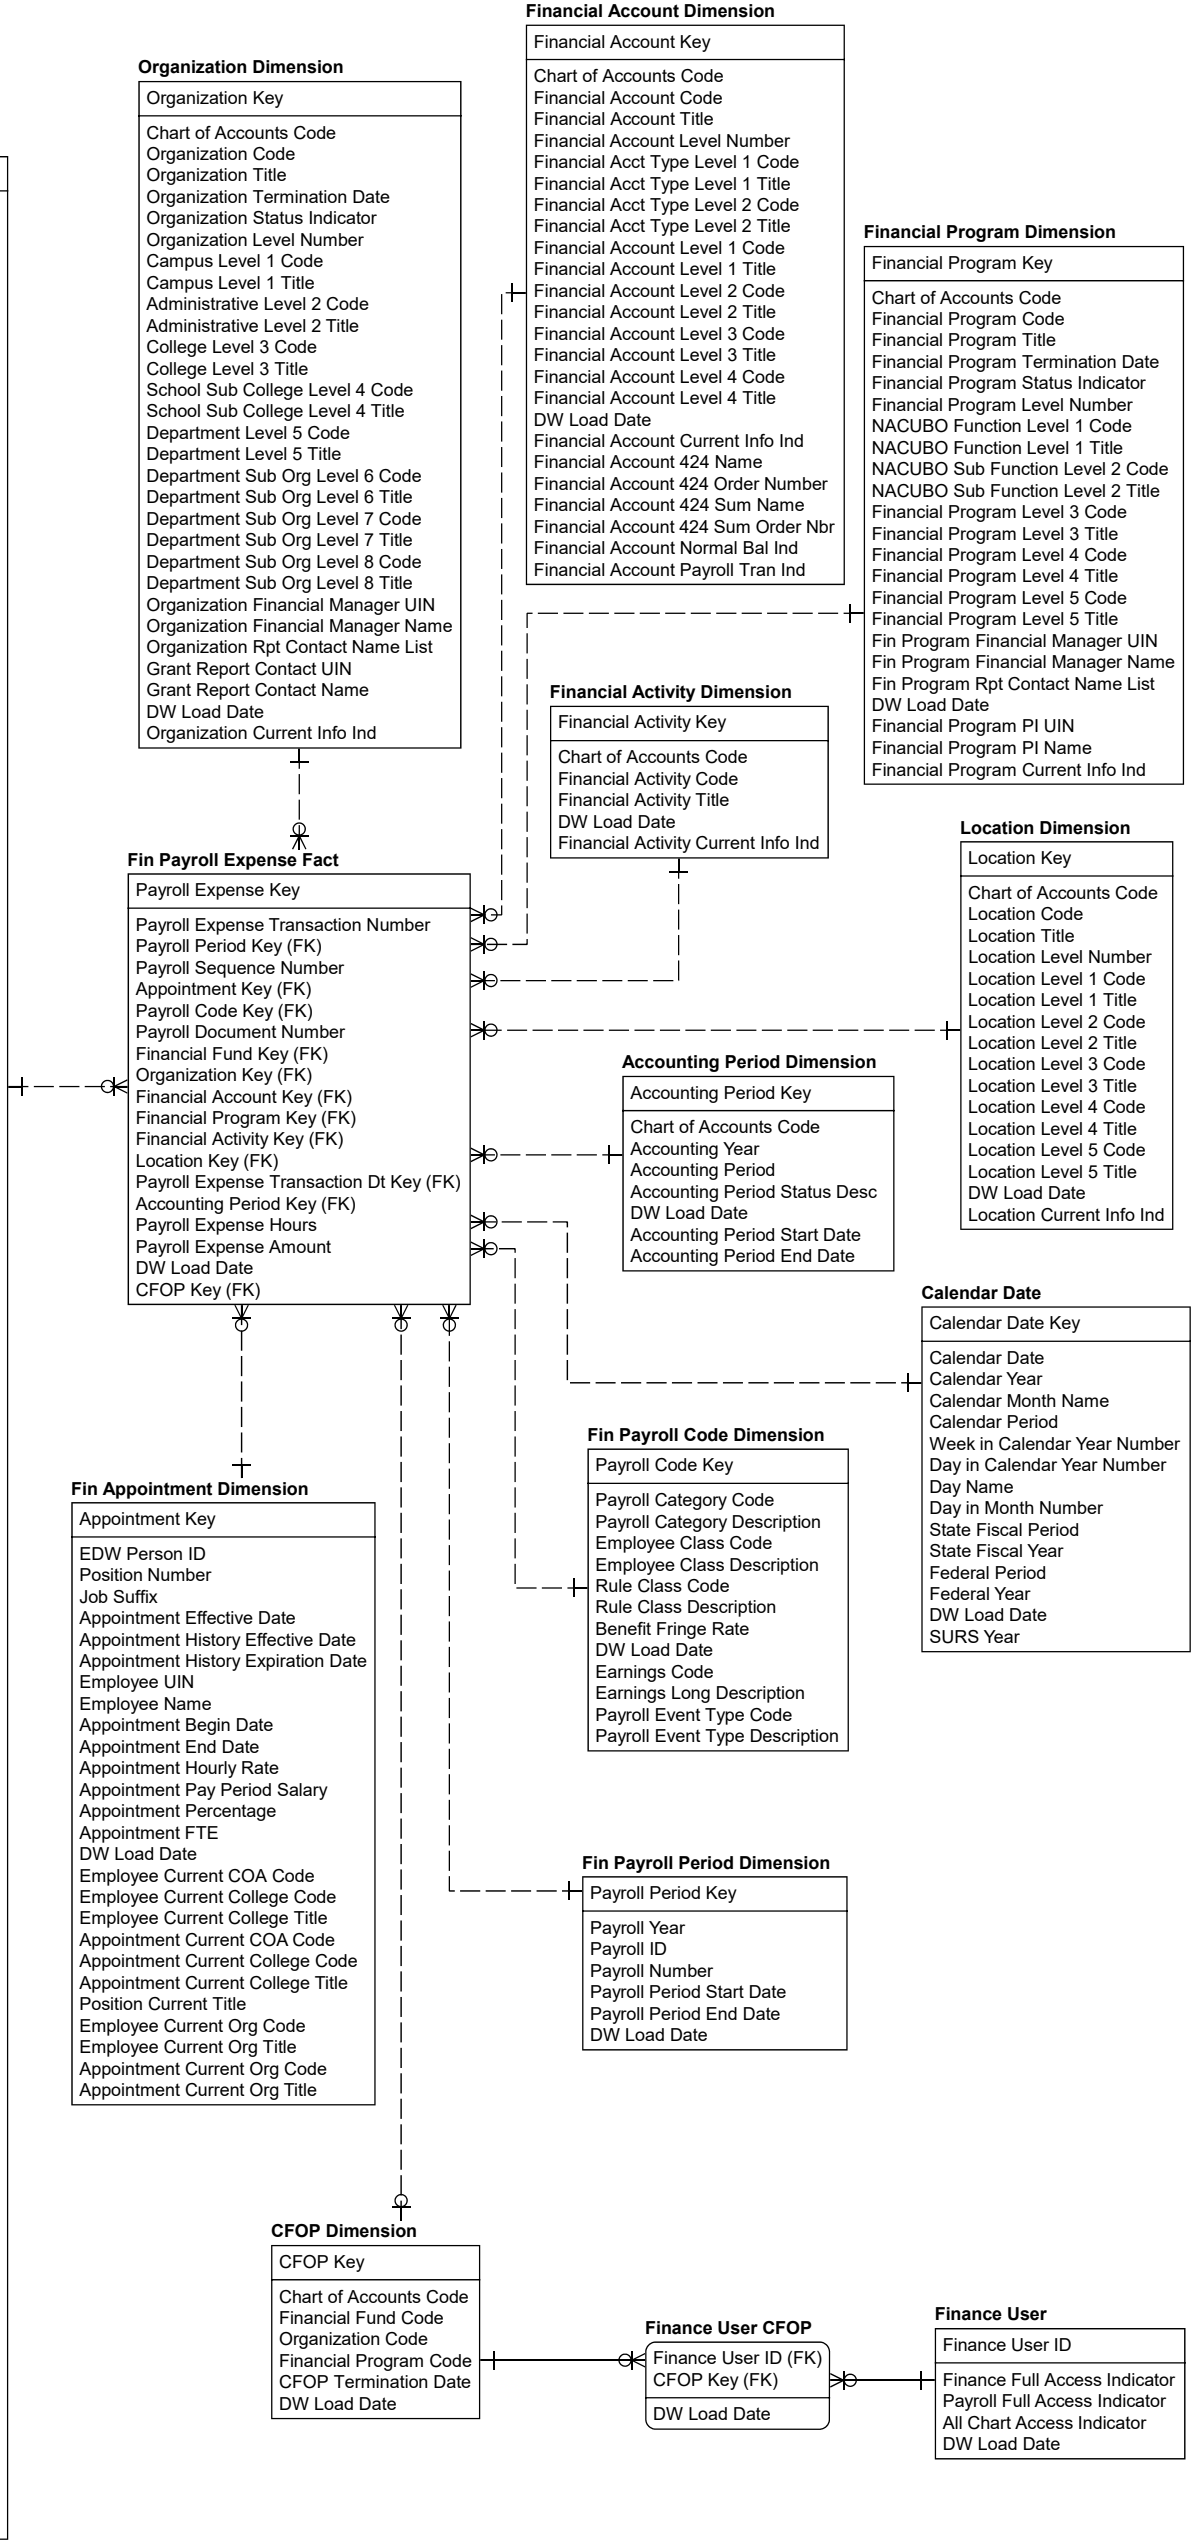 Financial Account Dimension
Financial Account Key
Chart of Accounts Code
Financial Account Code
Financial Account Title
Financial Account Level Number
Financial Acct Type Level 1 Code
Financial Acct Type Level 1 Title
Financial Acct Type Level 2 Code
Financial Acct Type Level 2 Title
Financial Account Level 1 Code
Financial Account Level 1 Title
Financial Account Level 2 Code
Financial Account Level 2 Title
Financial Account Level 3 Code
Financial Account Level 3 Title
Financial Account Level 4 Code
Financial Account Level 4 Title
DW Load Date
Financial Account Current Info Ind
Financial Account 424 Name
Financial Account 424 Order Number
Financial Account 424 Sum Name
Financial Account 424 Sum Order Nbr
Financial Account Normal Bal Ind
Financial Account Payroll Tran Ind
Organization Dimension
Organization Key
Chart of Accounts Code
Organization Code
Organization Title
Organization Termination Date
Organization Status Indicator
Organization Level Number
Campus Level 1 Code
Campus Level 1 Title
Administrative Level 2 Code
Administrative Level 2 Title
College Level 3 Code
College Level 3 Title
School Sub College Level 4 Code
School Sub College Level 4 Title
Department Level 5 Code
Department Level 5 Title
Department Sub Org Level 6 Code
Department Sub Org Level 6 Title
Department Sub Org Level 7 Code
Department Sub Org Level 7 Title
Department Sub Org Level 8 Code
Department Sub Org Level 8 Title
Organization Financial Manager UIN
Organization Financial Manager Name
Organization Rpt Contact Name List
Grant Report Contact UIN
Grant Report Contact Name
DW Load Date
Organization Current Info Ind
Financial Program Dimension
Financial Program Key
Chart of Accounts Code
Financial Program Code
Financial Program Title
Financial Program Termination Date
Financial Program Status Indicator
Financial Program Level Number
NACUBO Function Level 1 Code
NACUBO Function Level 1 Title
NACUBO Sub Function Level 2 Code
NACUBO Sub Function Level 2 Title
Financial Program Level 3 Code
Financial Program Level 3 Title
Financial Program Level 4 Code
Financial Program Level 4 Title
Financial Program Level 5 Code
Financial Program Level 5 Title
Fin Program Financial Manager UIN
Fin Program Financial Manager Name
Fin Program Rpt Contact Name List
DW Load Date
Financial Program PI UIN
Financial Program PI Name
Financial Program Current Info Ind
Financial Activity Dimension
Financial Activity Key
Chart of Accounts Code
Financial Activity Code
Financial Activity Title
DW Load Date
Financial Activity Current Info Ind
Location Dimension
Location Key
Chart of Accounts Code
Location Code
Location Title
Location Level Number
Location Level 1 Code
Location Level 1 Title
Location Level 2 Code
Location Level 2 Title
Location Level 3 Code
Location Level 3 Title
Location Level 4 Code
Location Level 4 Title
Location Level 5 Code
Location Level 5 Title
DW Load Date
Location Current Info Ind
Fin Payroll Expense Fact
Payroll Expense Key
Payroll Expense Transaction Number
Payroll Period Key (FK)
Payroll Sequence Number
Appointment Key (FK)
Payroll Code Key (FK)
Payroll Document Number
Financial Fund Key (FK)
Organization Key (FK)
Financial Account Key (FK)
Financial Program Key (FK)
Financial Activity Key (FK)
Location Key (FK)
Payroll Expense Transaction Dt Key (FK)
Accounting Period Key (FK)
Payroll Expense Hours
Payroll Expense Amount
DW Load Date
CFOP Key (FK)
Accounting Period Dimension
Accounting Period Key
Chart of Accounts Code
Accounting Year
Accounting Period
Accounting Period Status Desc
DW Load Date
Accounting Period Start Date
Accounting Period End Date
Calendar Date
Calendar Date Key
Calendar Date
Calendar Year
Calendar Month Name
Calendar Period
Week in Calendar Year Number
Day in Calendar Year Number
Day Name
Day in Month Number
State Fiscal Period
State Fiscal Year
Federal Period
Federal Year
DW Load Date
SURS Year
Fin Payroll Code Dimension
Payroll Code Key
Payroll Category Code
Payroll Category Description
Employee Class Code
Employee Class Description
Rule Class Code
Rule Class Description
Benefit Fringe Rate
DW Load Date
Earnings Code
Earnings Long Description
Payroll Event Type Code
Payroll Event Type Description
Fin Appointment Dimension
Appointment Key
EDW Person ID
Position Number
Job Suffix
Appointment Effective Date
Appointment History Effective Date
Appointment History Expiration Date
Employee UIN
Employee Name
Appointment Begin Date
Appointment End Date
Appointment Hourly Rate
Appointment Pay Period Salary
Appointment Percentage
Appointment FTE
DW Load Date
Employee Current COA Code
Employee Current College Code
Employee Current College Title
Appointment Current COA Code
Appointment Current College Code
Appointment Current College Title
Position Current Title
Employee Current Org Code
Employee Current Org Title
Appointment Current Org Code
Appointment Current Org Title
Fin Payroll Period Dimension
Payroll Period Key
Payroll Year
Payroll ID
Payroll Number
Payroll Period Start Date
Payroll Period End Date
DW Load Date
CFOP Dimension
CFOP Key
Chart of Accounts Code
Financial Fund Code
Organization Code
Financial Program Code
CFOP Termination Date
DW Load Date
Finance User CFOP
Finance User ID (FK)
CFOP Key (FK)
DW Load Date
Finance User
Finance User ID
Finance Full Access Indicator
Payroll Full Access Indicator
All Chart Access Indicator
DW Load Date